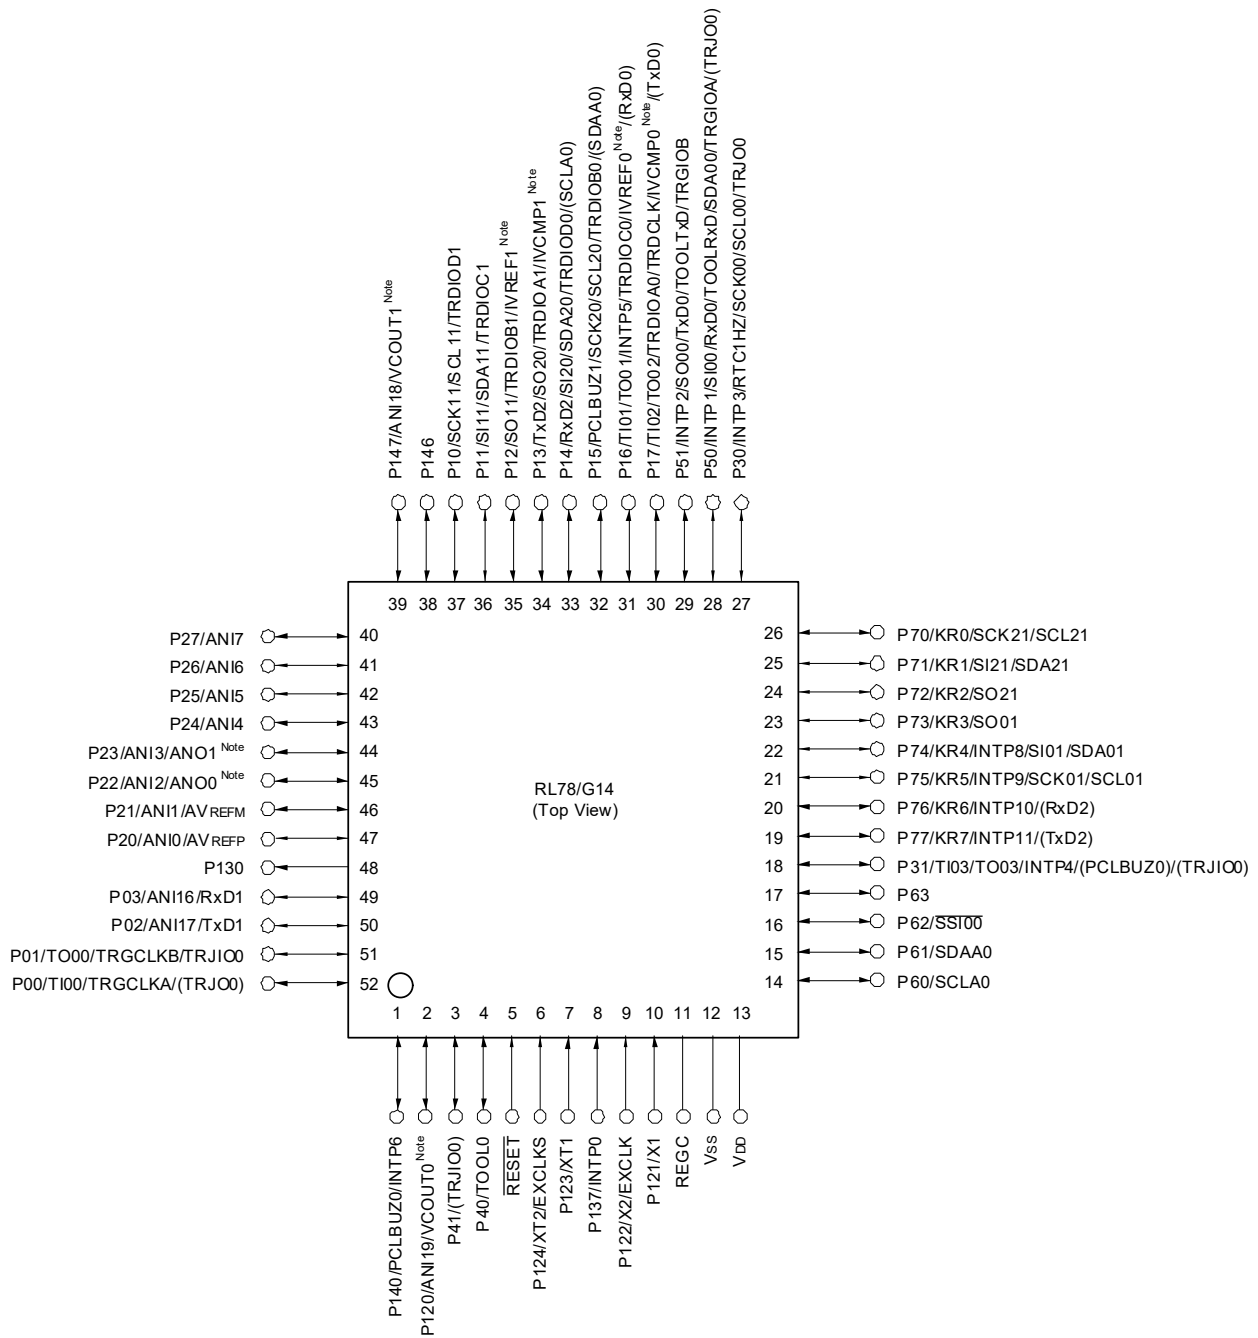 P147/ANI18/VCOUT1 Note
P146
P10/SCK11/SCL11/TRDIOD1
P11/SI11/SDA11/TRDIOC1
P12/SO11/TRDIOB1/IVREF1 Note
P13/TxD2/SO20/TRDIOA1/IVCMP1 Note
P14/RxD2/SI20/SDA20/TRDIOD0/(SCLA0)
P15/PCLBUZ1/SCK20/SCL20/TRDIOB0/(SDAA0)
P16/TI01/TO01/INTP5/TRDIOC0/IVREF0 Note/(RxD0)
P17/TI02/TO02/TRDIOA0/TRDCLK/IVCMP0 Note/(TxD0)
P51/INTP2/SO00/TxD0/TOOLTxD/TRGIOB
P50/INTP1/SI00/RxD0/TOOLRxD/SDA00/TRGIOA/(TRJO0)
P30/INTP3/RTC1HZ/SCK00/SCL00/TRJO0
39 38 37 36 35 34 33 32 31 30 29 28 27
P27/ANI7 40
P26/ANI6 41
P25/ANI5 42
P24/ANI4 43
P23/ANI3/ANO1 Note 44
P22/ANI2/ANO0 Note 45
P21/ANI1/AVREFM 46
P20/ANI0/AVREFP 47
P130 48
P03/ANI16/RxD1 49
P02/ANI17/TxD1 50
P01/TO00/TRGCLKB/TRJIO0 51
P00/TI00/TRGCLKA/(TRJO0) 52
RL78/G14
(Top View)
26 P70/KR0/SCK21/SCL21
25 P71/KR1/SI21/SDA21
24 P72/KR2/SO21
23 P73/KR3/SO01
22 P74/KR4/INTP8/SI01/SDA01
21 P75/KR5/INTP9/SCK01/SCL01
20 P76/KR6/INTP10/(RxD2)
19 P77/KR7/INTP11/(TxD2)
18 P31/TI03/TO03/INTP4/(PCLBUZ0)/(TRJIO0)
17 P63
16 P62/SSI00
15 P61/SDAA0
14 P60/SCLA0
1 2 3 4 5 6 7 8 9 10 11 12 13
P140/PCLBUZ0/INTP6
P120/ANI19/VCOUT0 Note
P41/(TRJIO0)
P40/TOOL0
RESET
P124/XT2/EXCLKS
P123/XT1
P137/INTP0
P122/X2/EXCLK
P121/X1
REGC
VSS
VDD